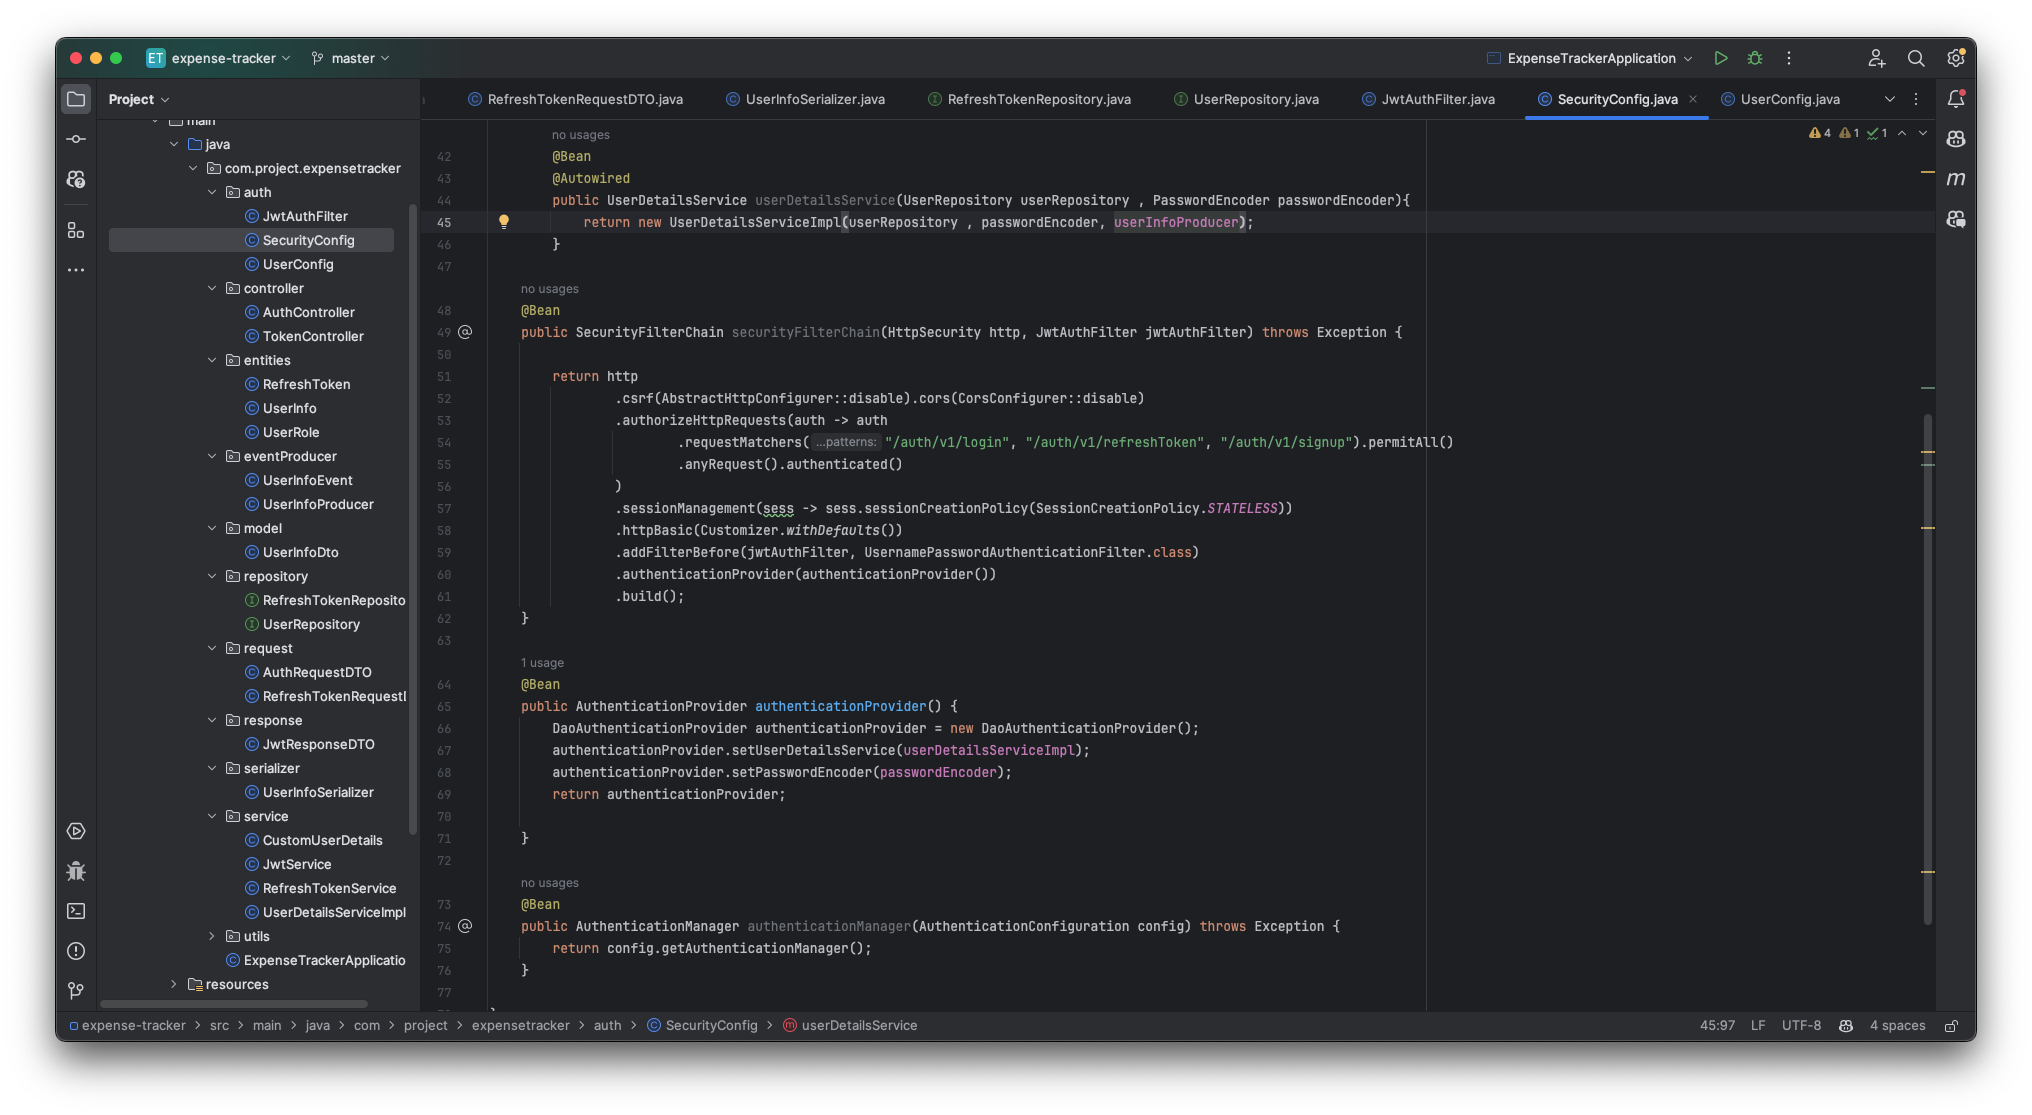 ET expense-tracker master ExpenseTrackerApplication
Project
RefreshTokenRequestDTO.java UserInfoSerializer.java RefreshTokenRepository.java UserRepository.java JwtAuthFilter.java SecurityConfig.java UserConfig.java
main
java
com.project.expensetracker
auth
JwtAuthFilter
SecurityConfig
UserConfig
controller
AuthController
TokenController
entities
RefreshToken
UserInfo
UserRole
eventProducer
UserInfoEvent
UserInfoProducer
model
UserInfoDto
repository
RefreshTokenReposito
UserRepository
request
AuthRequestDTO
RefreshTokenRequestI
response
JwtResponseDTO
serializer
UserInfoSerializer
service
CustomUserDetails
JwtService
RefreshTokenService
UserDetailsServiceImpl
utils
ExpenseTrackerApplicatio
resources
4 1 1
no usages
42 @Bean
43 @Autowired
44 public UserDetailsService userDetailsService(UserRepository userRepository , PasswordEncoder passwordEncoder){
45 return new UserDetailsServiceImpl(userRepository , passwordEncoder, userInfoProducer);
46 }
47
no usages
48 @Bean
49 public SecurityFilterChain securityFilterChain(HttpSecurity http, JwtAuthFilter jwtAuthFilter) throws Exception {
50
51 return http
52 .csrf(AbstractHttpConfigurer::disable).cors(CorsConfigurer::disable)
53 .authorizeHttpRequests(auth -> auth
54 .requestMatchers( ...patterns: "/auth/v1/login", "/auth/v1/refreshToken", "/auth/v1/signup").permitAll()
55 .anyRequest().authenticated()
56 )
57 .sessionManagement(sess -> sess.sessionCreationPolicy(SessionCreationPolicy.STATELESS))
58 .httpBasic(Customizer.withDefaults())
59 .addFilterBefore(jwtAuthFilter, UsernamePasswordAuthenticationFilter.class)
60 .authenticationProvider(authenticationProvider())
61 .build();
62 }
63
1 usage
64 @Bean
65 public AuthenticationProvider authenticationProvider() {
66 DaoAuthenticationProvider authenticationProvider = new DaoAuthenticationProvider();
67 authenticationProvider.setUserDetailsService(userDetailsServiceImpl);
68 authenticationProvider.setPasswordEncoder(passwordEncoder);
69 return authenticationProvider;
70
71 }
72
no usages
73 @Bean
74 public AuthenticationManager authenticationManager(AuthenticationConfiguration config) throws Exception {
75 return config.getAuthenticationManager();
76 }
77
expense-tracker > src > main > java > com > project > expensetracker > auth > SecurityConfig > userDetailsService 45:97 LF UTF-8 4 spaces